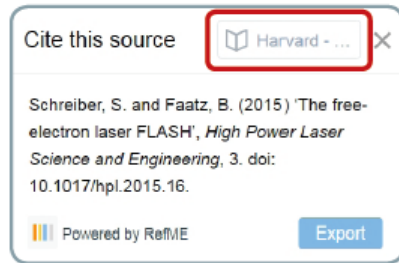 Cite this source
Harvard - ...
Schreiber, S. and Faatz, B. (2015) 'The free-
electron laser FLASH', High Power Laser
Science and Engineering, 3. doi:
10.1017/hpl.2015.16.
Powered by RefME
Export